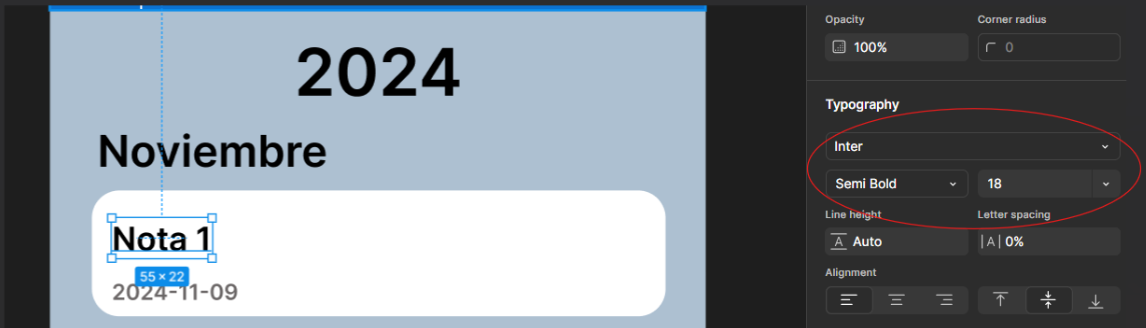 2024
Noviembre
Nota 1
55 × 22
2024-11-09
Opacity
Corner radius
100%
0
Typography
Inter
Semi Bold
18
Line height
Letter spacing
A Auto
|A| 0%
Alignment